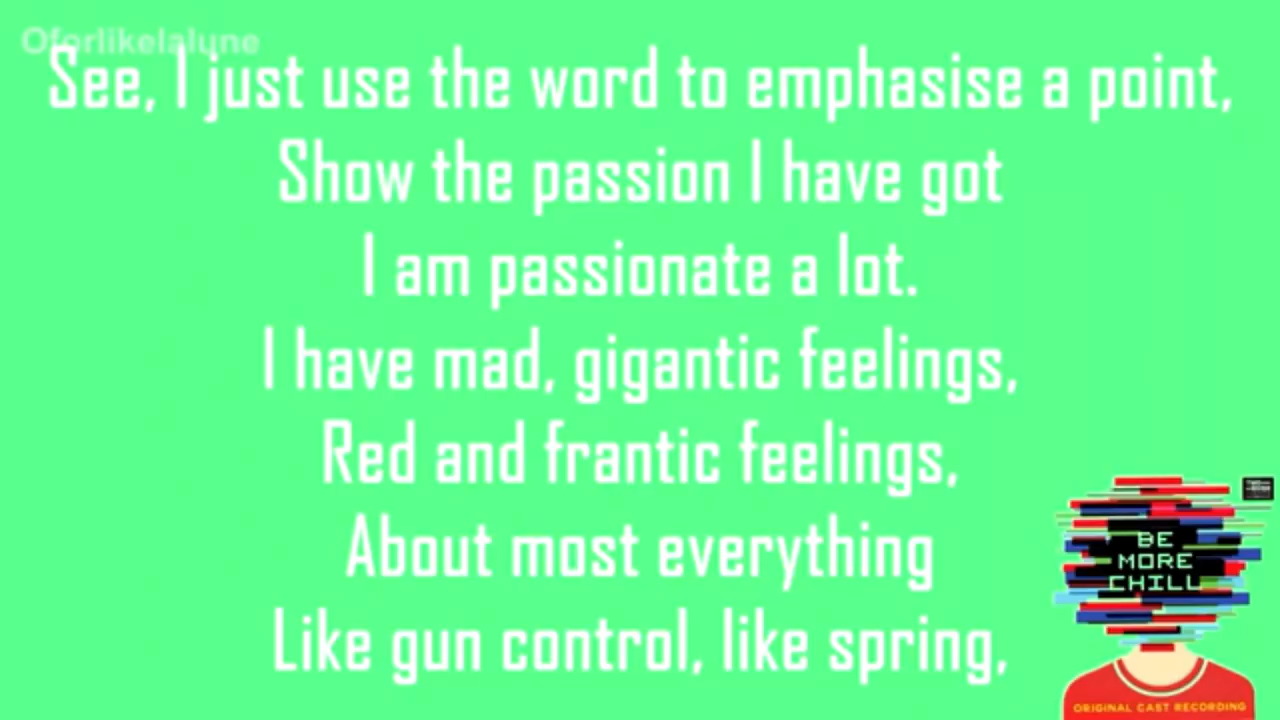 Oforlikelalune
See, I just use the word to emphasise a point,
Show the passion I have got
I am passionate a lot.
I have mad, gigantic feelings,
Red and frantic feelings,
About most everything
Like gun control, like spring,
BE
MORE
CHILL
ORIGINAL CAST RECORDING